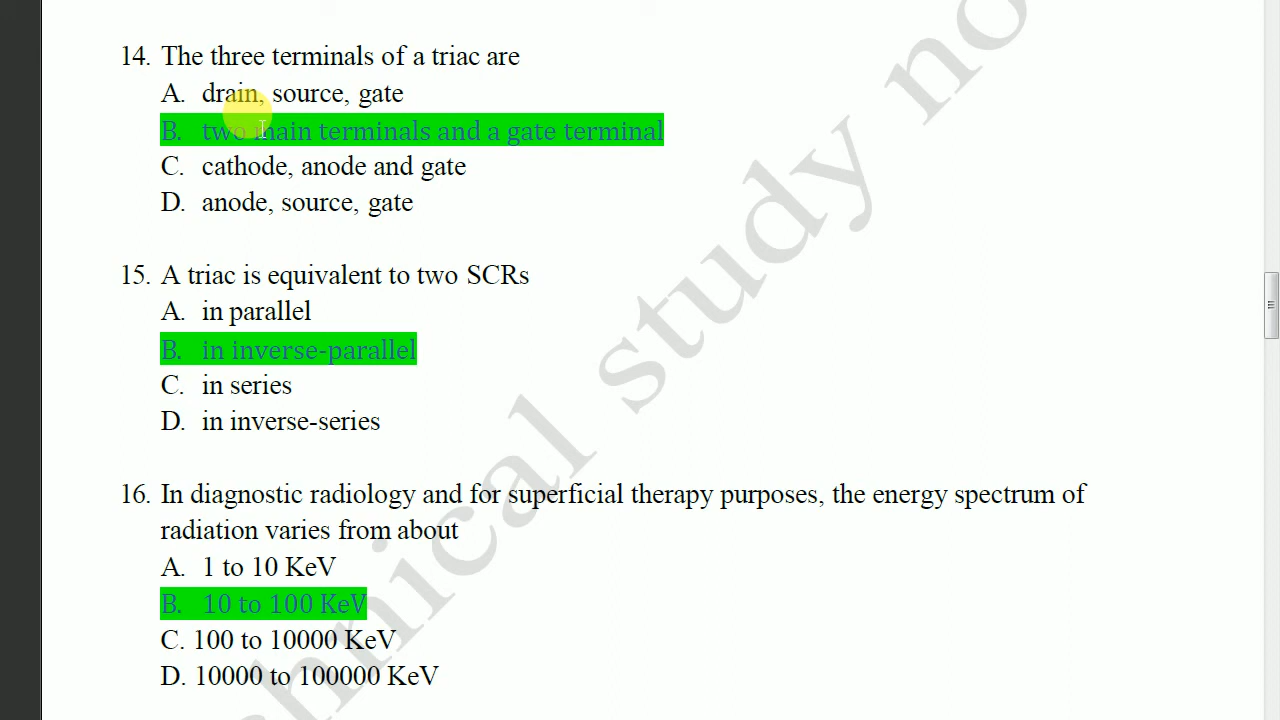 14. The three terminals of a triac are
A. drain, source, gate
B. two main terminals and a gate terminal
C. cathode, anode and gate
D. anode, source, gate
15. A triac is equivalent to two SCRs
A. in parallel
B. in inverse-parallel
C. in series
D. in inverse-series
16. In diagnostic radiology and for superficial therapy purposes, the energy spectrum of
radiation varies from about
A. 1 to 10 KeV
B. 10 to 100 KeV
C. 100 to 10000 KeV
D. 10000 to 100000 KeV
hnical study no